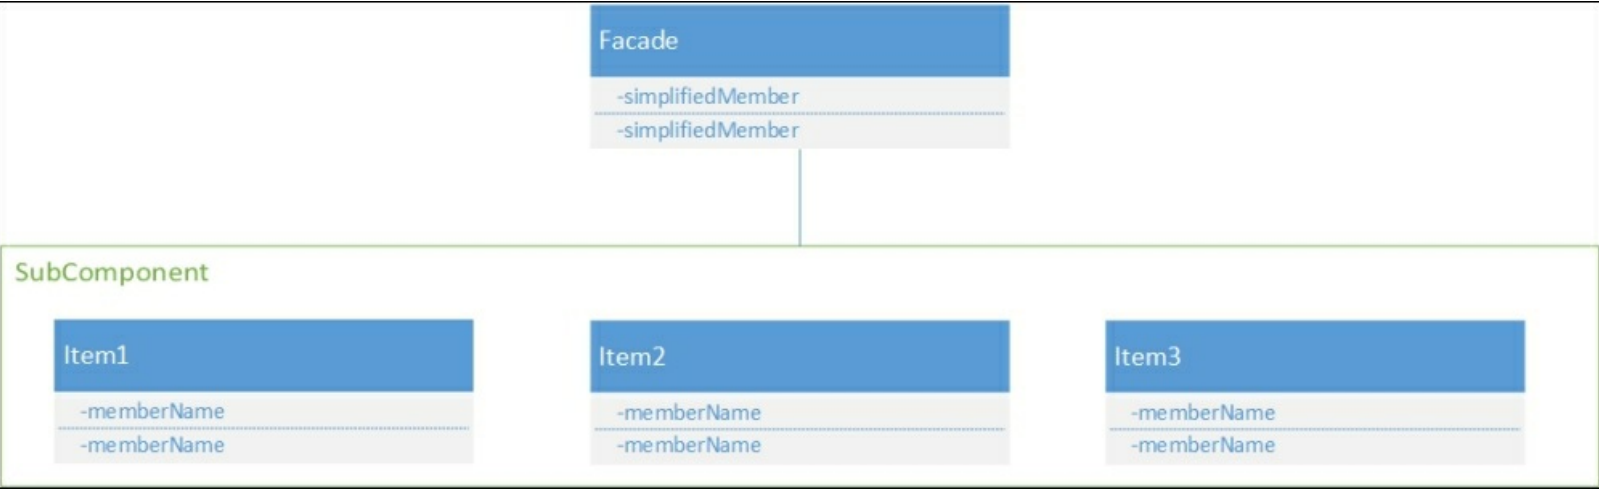 Facade
-simplifiedMember
-simplifiedMember
SubComponent
Item1
-memberName
-memberName
Item2
-memberName
-memberName
Item3
-memberName
-memberName